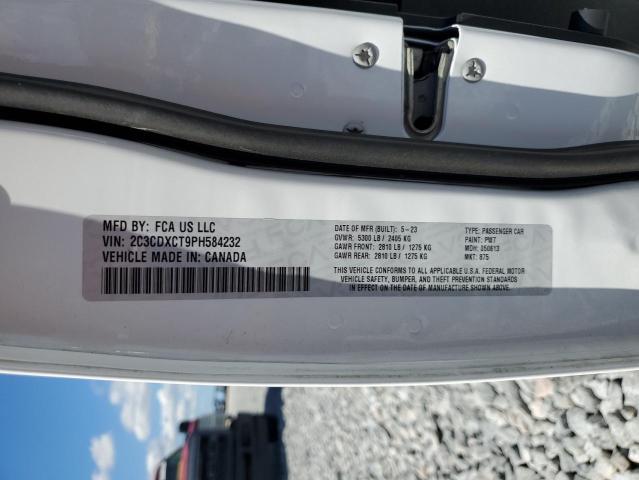 MFD BY: FCA US LLC
VIN: 2C3CDXCT9PH584232
VEHICLE MADE IN: CANADA
DATE OF MFR (BUILT): 5-23
GVWR: 5300 LB / 2405 KG
GAWR FRONT: 2810 LB / 1275 KG
GAWR REAR: 2810 LB / 1275 KG
TYPE: PASSENGER CAR
PAINT: PW7
MDH: 050813
MKT: 875
THIS VEHICLE CONFORMS TO ALL APPLICABLE U.S.A. FEDERAL MOTOR
VEHICLE SAFETY, BUMPER, AND THEFT PREVENTION STANDARDS
IN EFFECT ON THE DATE OF MANUFACTURE SHOWN ABOVE.